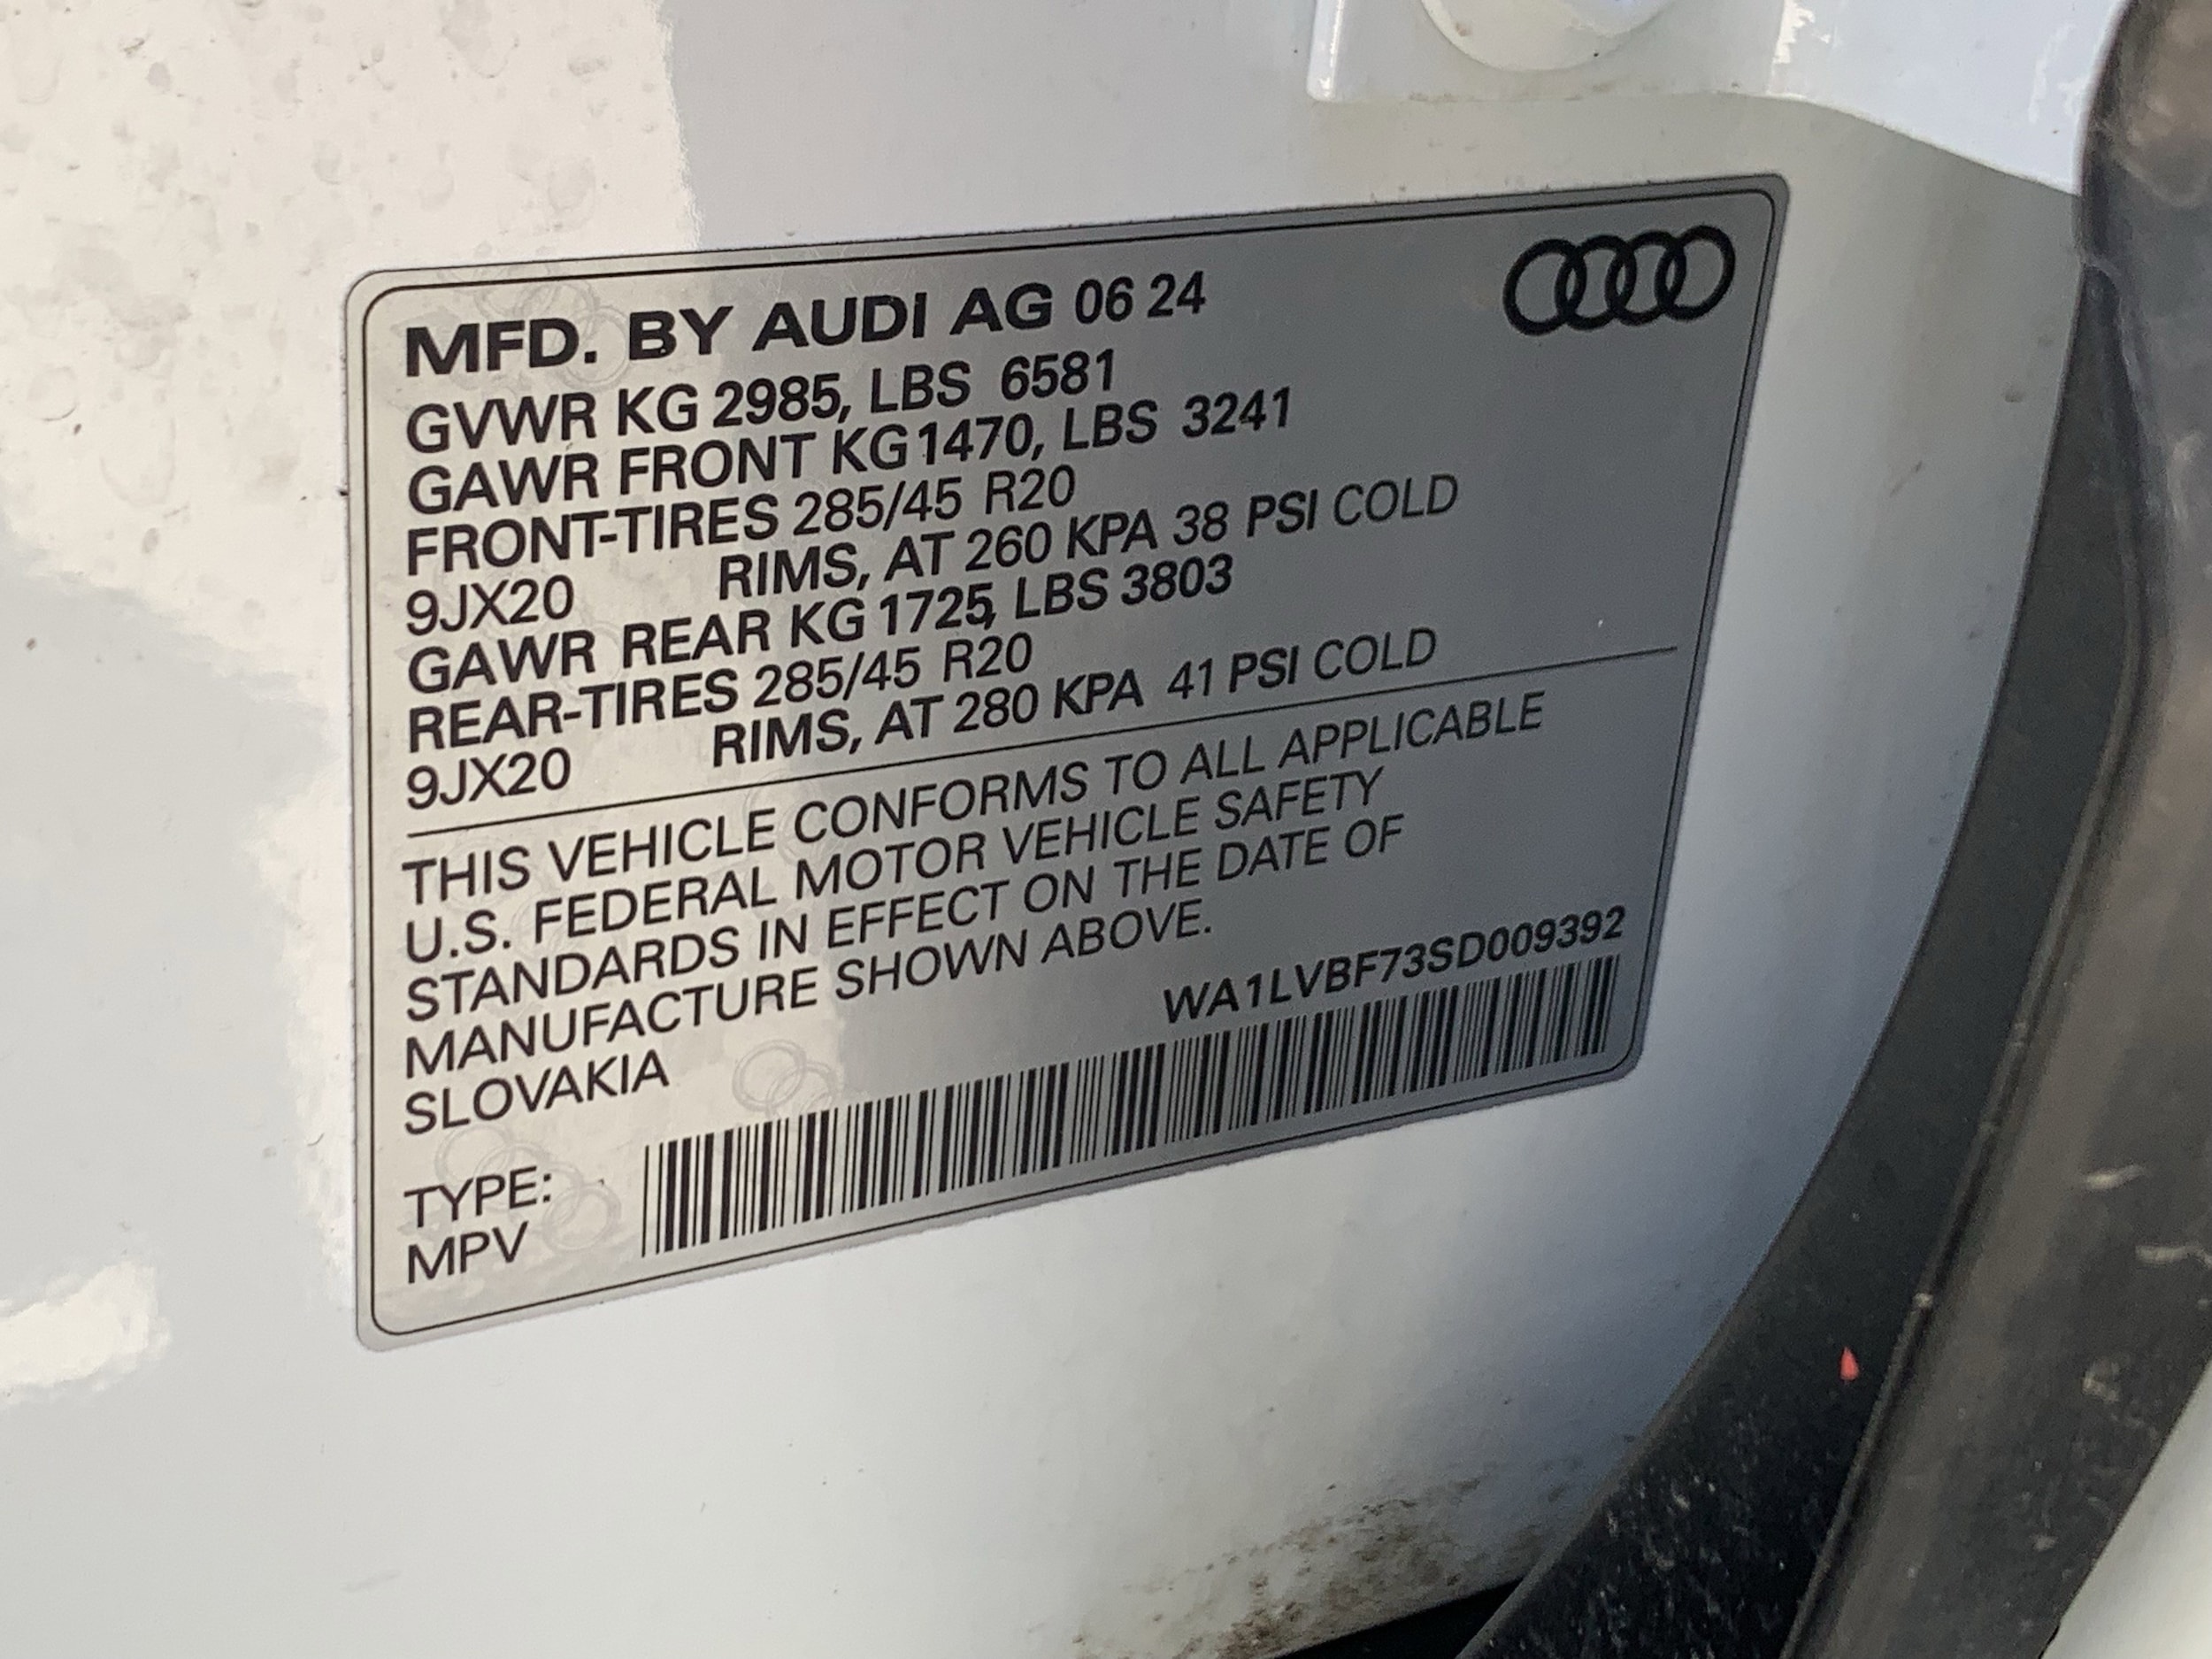 MFD. BY AUDI AG 06 24
GVWR KG 2985, LBS 6581
GAWR FRONT KG 1470, LBS 3241
FRONT-TIRES 285/45 R20
9JX20 RIMS, AT 260 KPA 38 PSI COLD
GAWR REAR KG 1725, LBS 3803
REAR-TIRES 285/45 R20
9JX20 RIMS, AT 280 KPA 41 PSI COLD
THIS VEHICLE CONFORMS TO ALL APPLICABLE
U.S. FEDERAL MOTOR VEHICLE SAFETY
STANDARDS IN EFFECT ON THE DATE OF
MANUFACTURE SHOWN ABOVE.
SLOVAKIA
WA1LVBF73SD009392
TYPE:
MPV